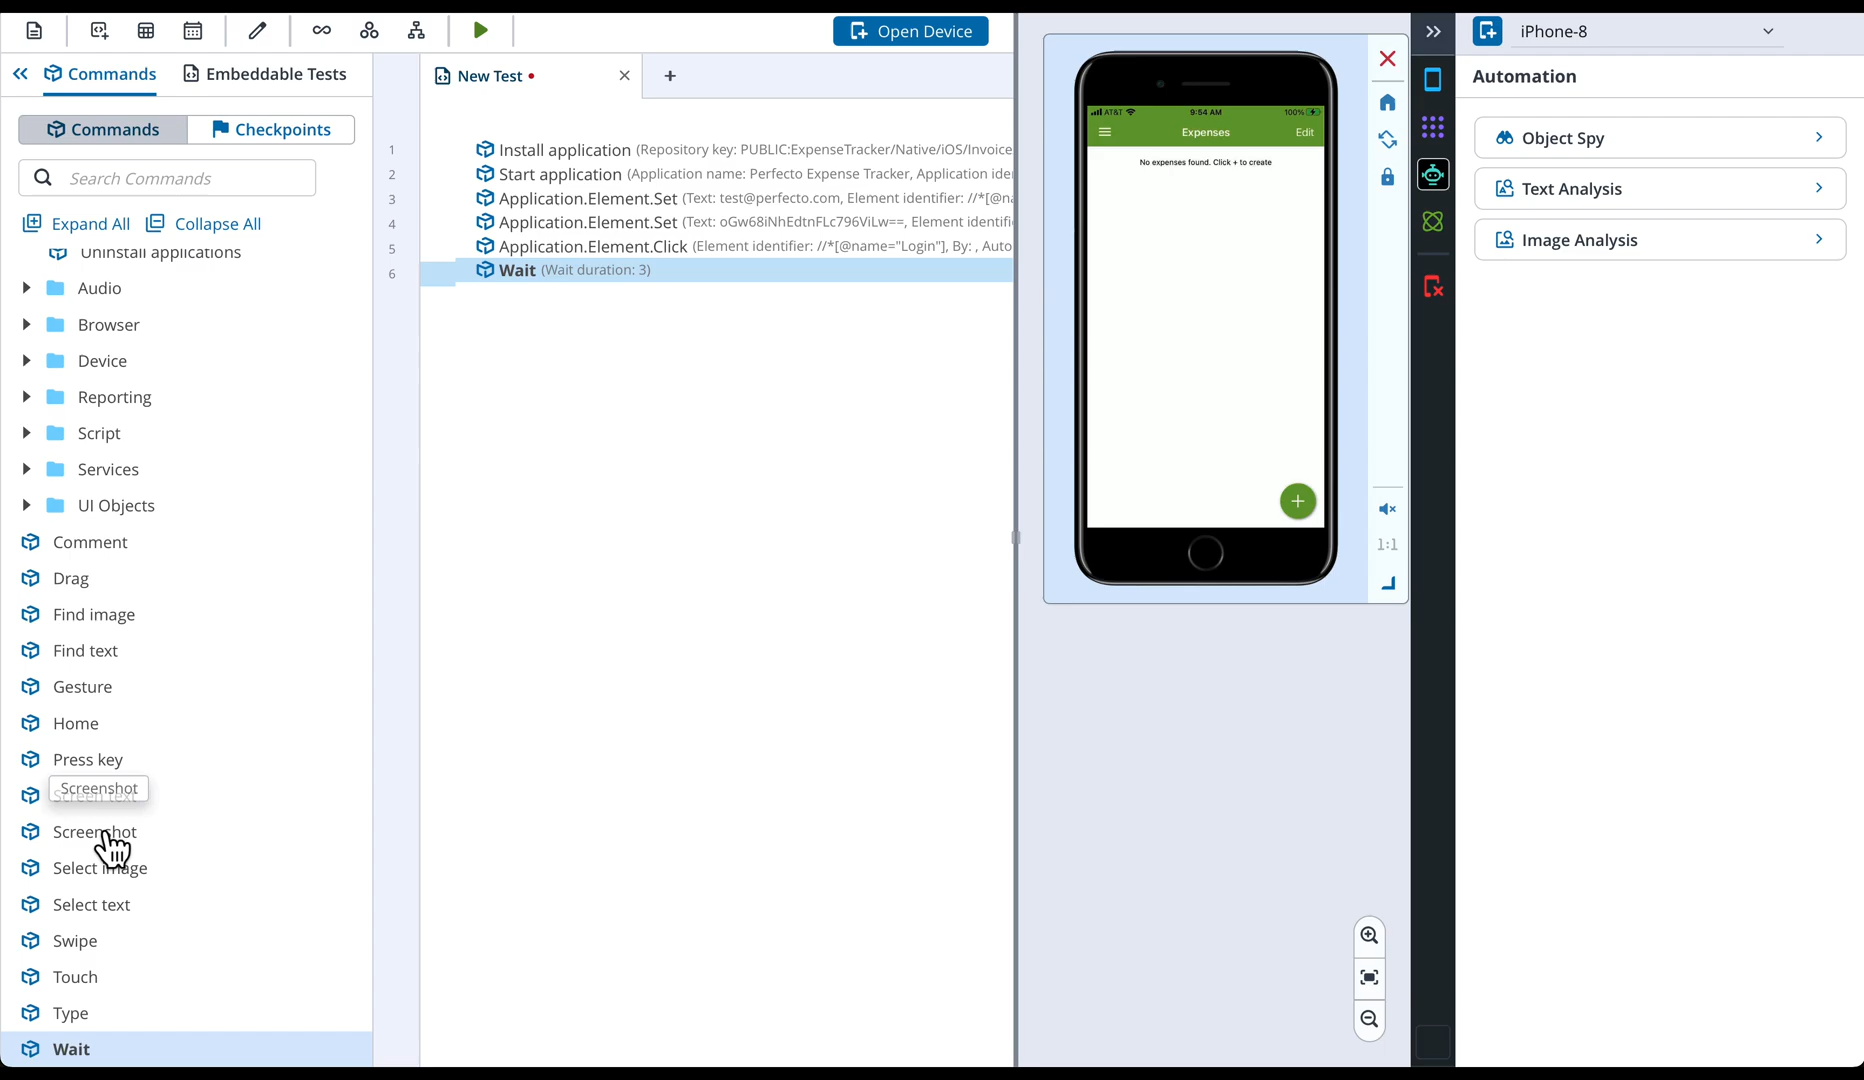 Open Device
iPhone-8
Commands
Embeddable Tests
New Test
Automation
Commands
Checkpoints
Search Commands
Expand All
Collapse All
Uninstall applications
Audio
Browser
Device
Reporting
Script
Services
UI Objects
Comment
Drag
Find image
Find text
Gesture
Home
Press key
Screenshot
Screen text
Screenshot
Select image
Select text
Swipe
Touch
Type
Wait
1 Install application (Repository key: PUBLIC:ExpenseTracker/Native/iOS/Invoice
2 Start application (Application name: Perfecto Expense Tracker, Application ide
3 Application.Element.Set (Text: test@perfecto.com, Element identifier: //*[@na
4 Application.Element.Set (Text: oGw68iNhEdtnFLc796ViLw==, Element identifi
5 Application.Element.Click (Element identifier: //*[@name="Login"], By: , Auto
6 Wait (Wait duration: 3)
AT&T 9:54 AM 100%
Expenses Edit
No expenses found. Click + to create
1:1
Object Spy
Text Analysis
Image Analysis